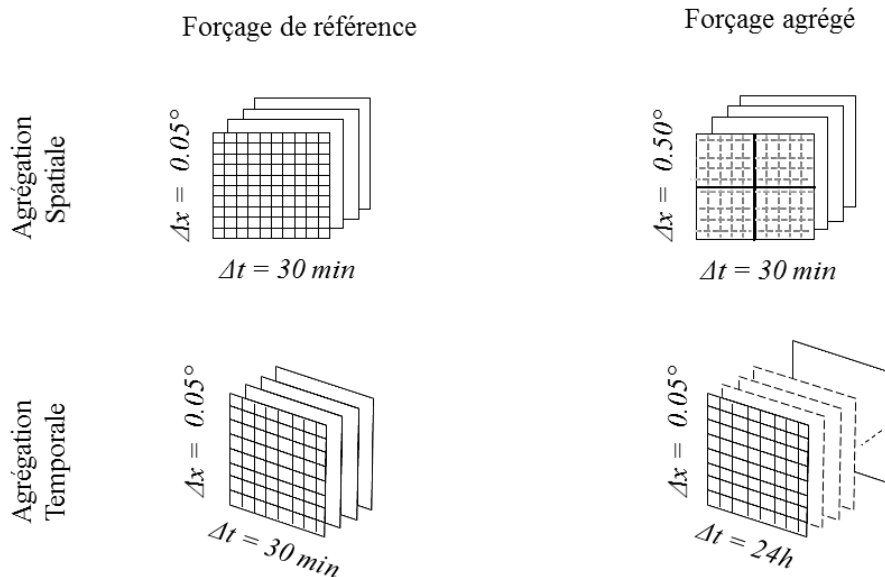 Forçage de référence
Forçage agrégé
Agrégation
Spatiale
Δx = 0.05°
Δt = 30 min
Δx = 0.50°
Δt = 30 min
Agrégation
Temporale
Δx = 0.05°
Δt = 30 min
Δx = 0.05°
Δt = 24h